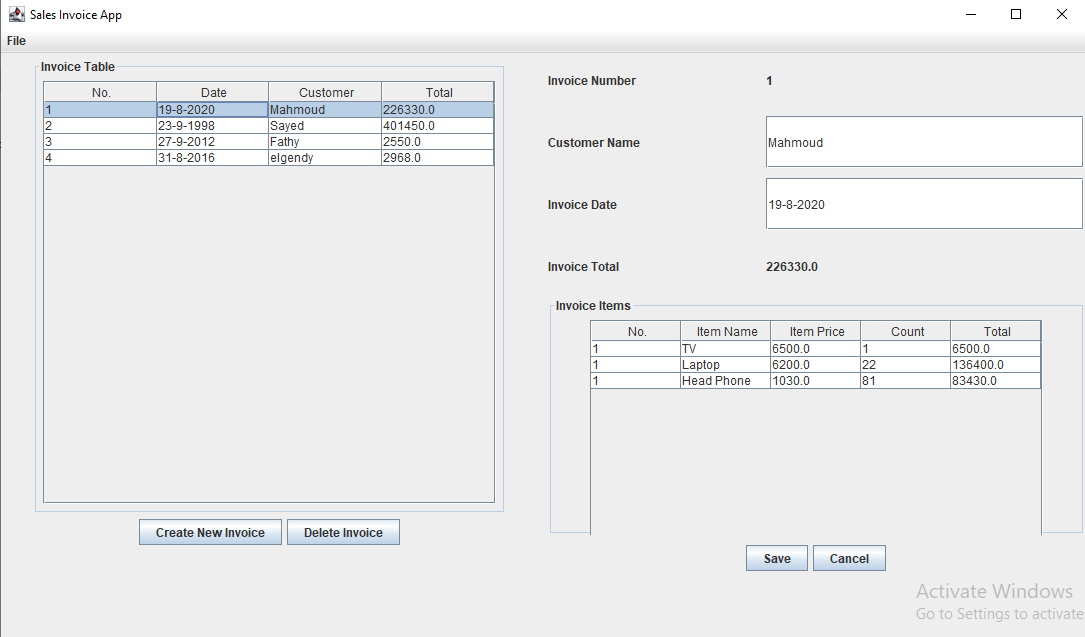 Sales Invoice App
File
Invoice Table
No. Date Customer Total
1 19-8-2020 Mahmoud 226330.0
2 23-9-1998 Sayed 401450.0
3 27-9-2012 Fathy 2550.0
4 31-8-2016 elgendy 2968.0
Create New Invoice Delete Invoice
Invoice Number 1
Customer Name Mahmoud
Invoice Date 19-8-2020
Invoice Total 226330.0
Invoice Items
No. Item Name Item Price Count Total
1 TV 6500.0 1 6500.0
1 Laptop 6200.0 22 136400.0
1 Head Phone 1030.0 81 83430.0
Save Cancel
Activate Windows
Go to Settings to activate